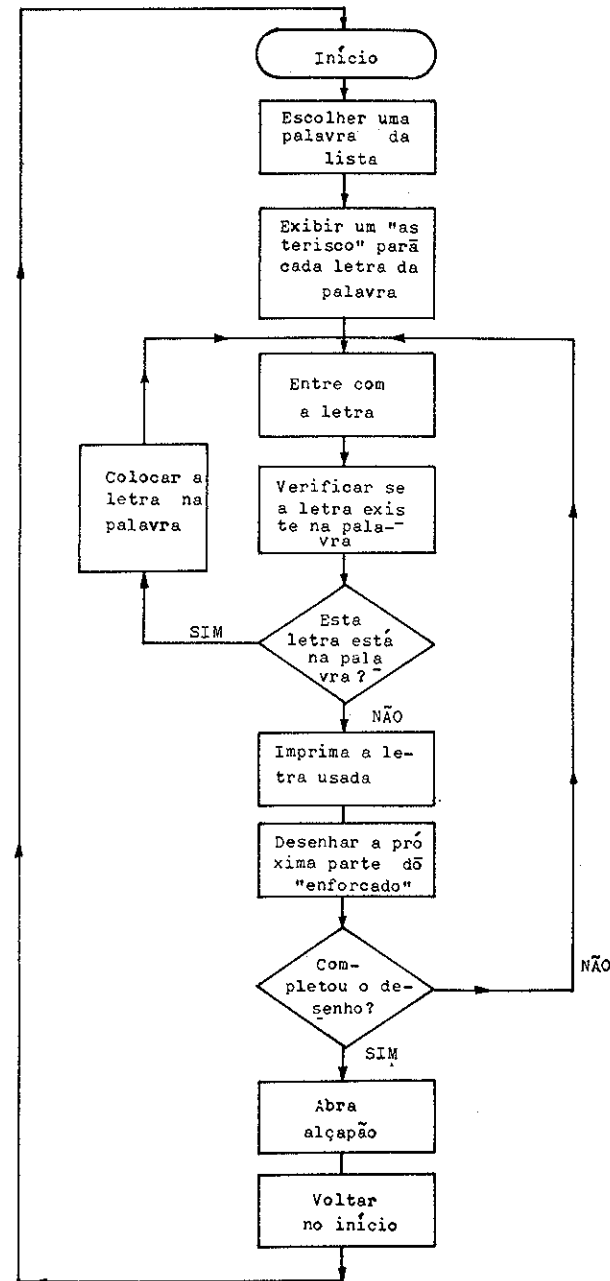 Início
Escolher uma
palavra da
lista
Exibir um "as
terisco" para
cada letra da
palavra
Entre com
a letra
Colocar a
letra na
palavra
Verificar se
a letra exis
te na pala-
vra
Esta
letra está
na pala
vra?
SIM
NÃO
Imprima a le-
tra usada
Desenhar a pró
xima parte do
"enforcado"
Com-
pletou o de-
senho?
NÃO
SIM
Abra
alçapão
Voltar
no início